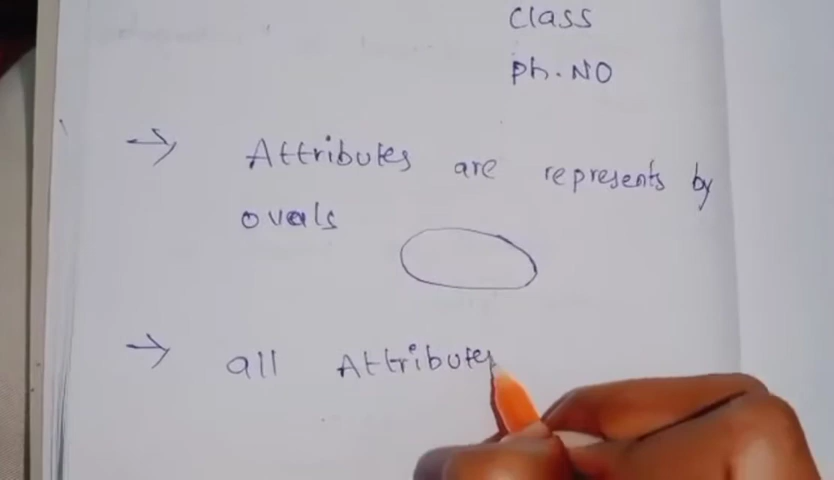 class
ph.NO
→ Attributes are represents by
ovals
→ all Attributes